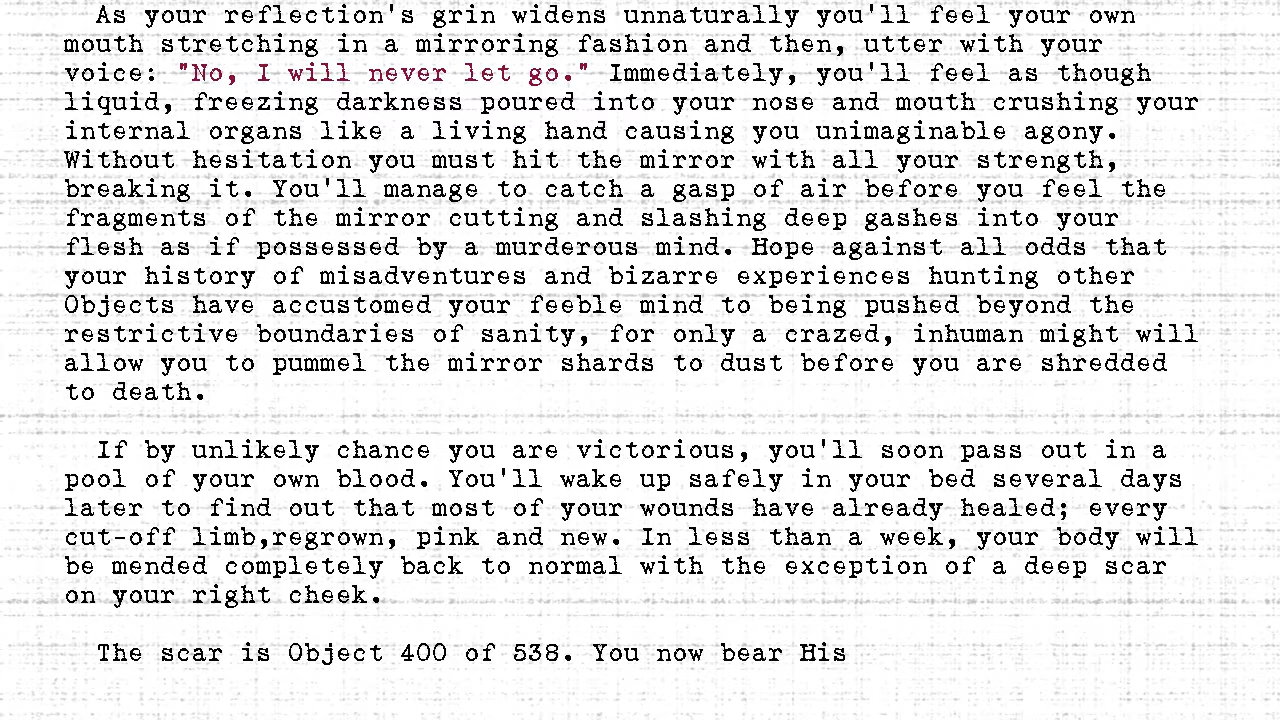 As your reflection's grin widens unnaturally you'll feel your own
mouth stretching in a mirroring fashion and then, utter with your
voice: "No, I will never let go." Immediately, you'll feel as though
liquid, freezing darkness poured into your nose and mouth crushing your
internal organs like a living hand causing you unimaginable agony.
Without hesitation you must hit the mirror with all your strength,
breaking it. You'll manage to catch a gasp of air before you feel the
fragments of the mirror cutting and slashing deep gashes into your
flesh as if possessed by a murderous mind. Hope against all odds that
your history of misadventures and bizarre experiences hunting other
Objects have accustomed your feeble mind to being pushed beyond the
restrictive boundaries of sanity, for only a crazed, inhuman might will
allow you to pummel the mirror shards to dust before you are shredded
to death.
If by unlikely chance you are victorious, you'll soon pass out in a
pool of your own blood. You'll wake up safely in your bed several days
later to find out that most of your wounds have already healed; every
cut-off limb,regrown, pink and new. In less than a week, your body will
be mended completely back to normal with the exception of a deep scar
on your right cheek.
The scar is Object 400 of 538. You now bear His